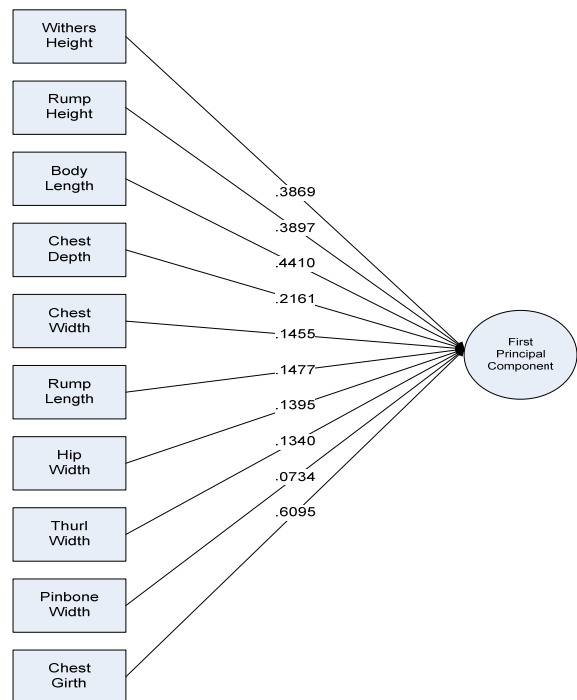 Withers
Height
Rump
Height
Body
Length
Chest
Depth
Chest
Width
Rump
Length
Hip
Width
Thurl
Width
Pinbone
Width
Chest
Girth
.3869
.3897
.4410
.2161
.1455
.1477
.1395
.1340
.0734
.6095
First
Principal
Component